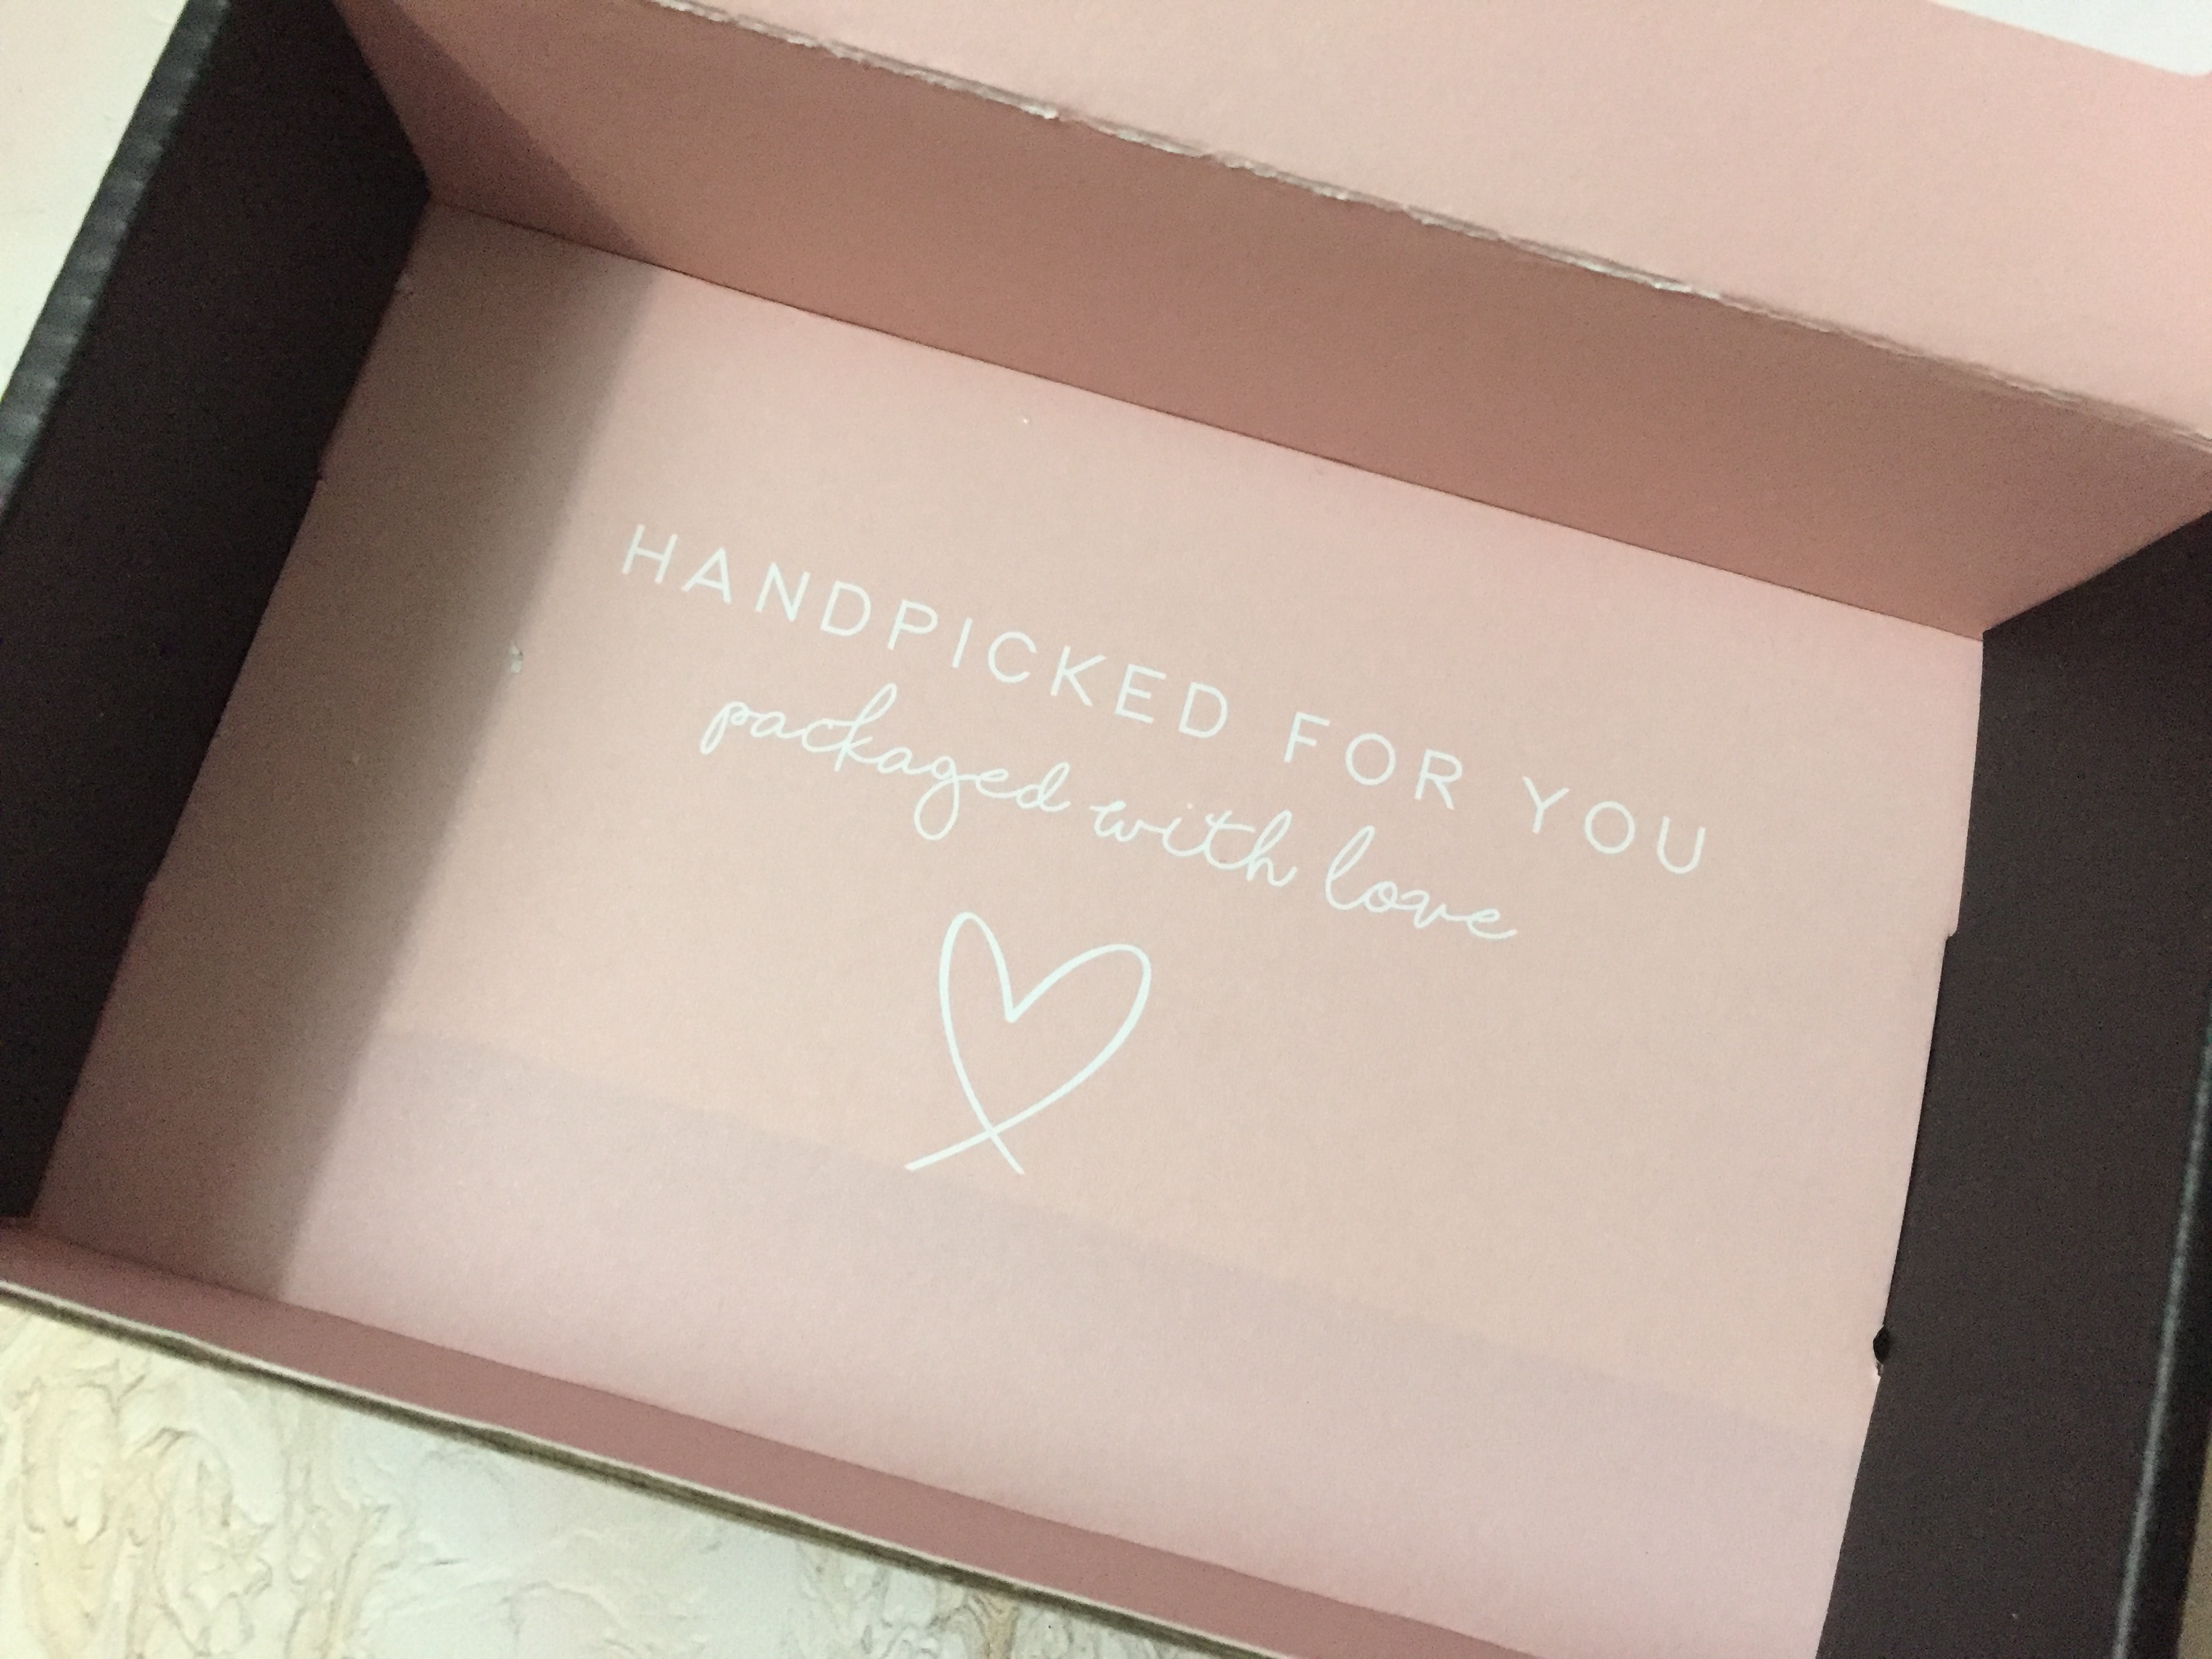 HANDPICKED FOR YOU
packaged with love